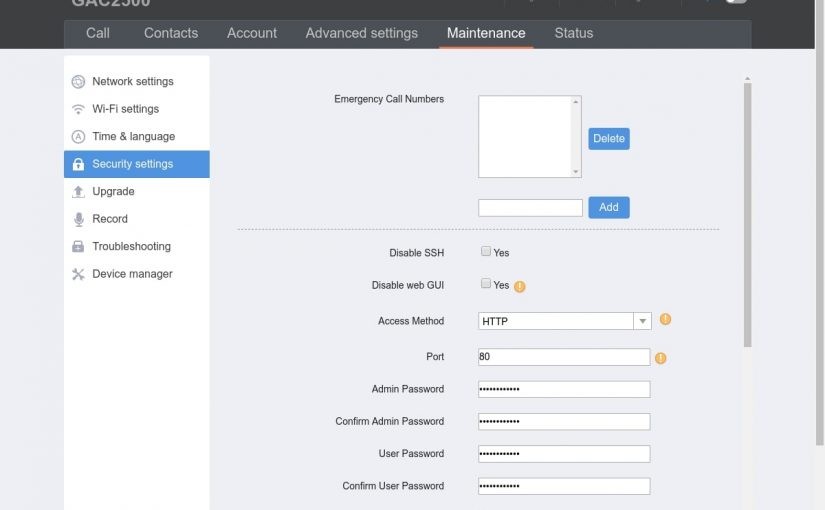 GAC2500
Call Contacts Account Advanced settings Maintenance Status
Network settings
Wi-Fi settings
Time & language
Security settings
Upgrade
Record
Troubleshooting
Device manager
Emergency Call Numbers
Delete
Add
Disable SSH Yes
Disable web GUI Yes
Access Method HTTP
Port 80
Admin Password ••••••••••••
Confirm Admin Password ••••••••••••
User Password ••••••••••••
Confirm User Password ••••••••••••